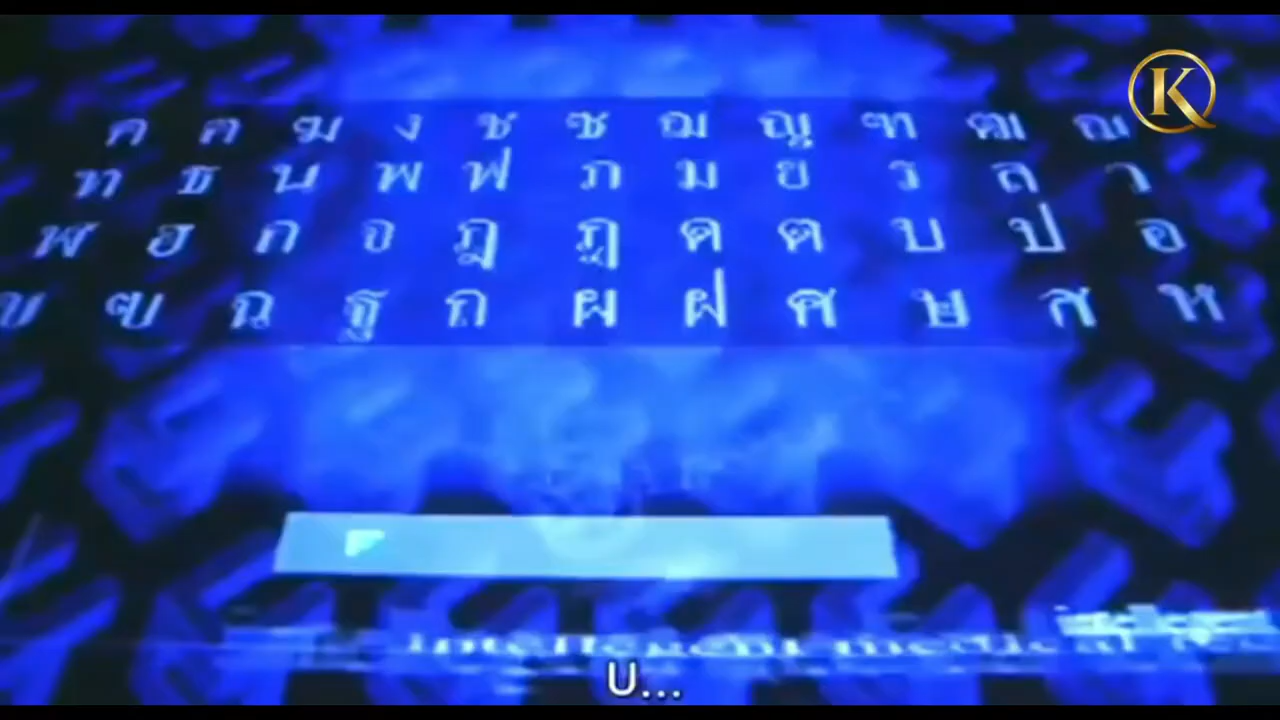 K
ค ฅ ฆ ง ช ซ ฌ ญ ฑ ฒ ณ
ท ธ น พ ฟ ภ ม ย ร ล ว
ฬ ฮ ก จ ฎ ฏ ด ต บ ป อ
ข ฃ ฉ ฐ ถ ผ ฝ ศ ษ ส ห
medical
U...